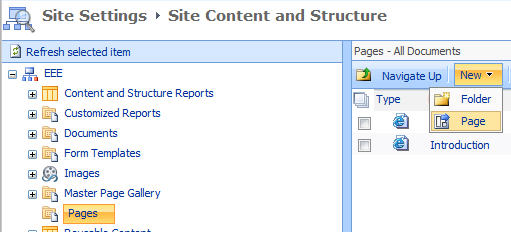 Site Settings > Site Content and Structure
Refresh selected item
EEE
Content and Structure Reports
Customized Reports
Documents
Form Templates
Images
Master Page Gallery
Pages
Pages - All Documents
Navigate Up
New
Type
Folder
Page
Introduction